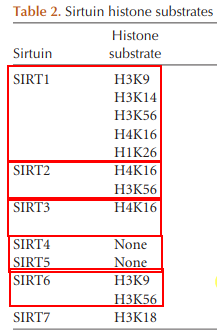 Table 2. Sirtuin histone substrates
Histone
Sirtuin substrate
SIRT1 H3K9
H3K14
H3K56
H4K16
H1K26
SIRT2 H4K16
H3K56
SIRT3 H4K16
SIRT4 None
SIRT5 None
SIRT6 H3K9
H3K56
SIRT7 H3K18